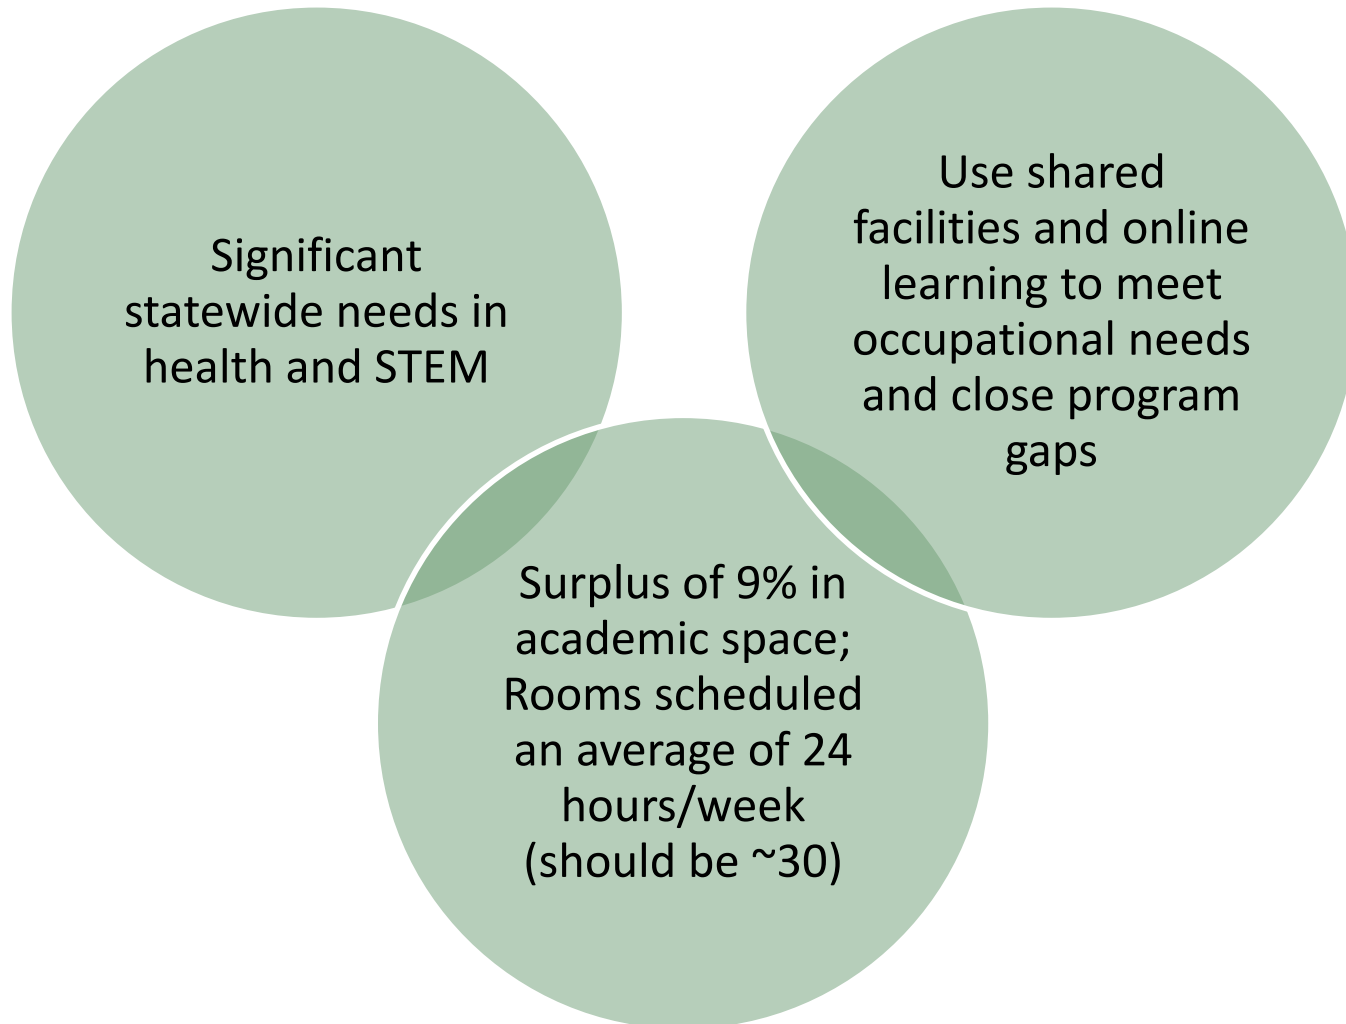 Significant
statewide needs in
health and STEM
Use shared
facilities and online
learning to meet
occupational needs
and close program
gaps
Surplus of 9% in
academic space;
Rooms scheduled
an average of 24
hours/week
(should be ~30)